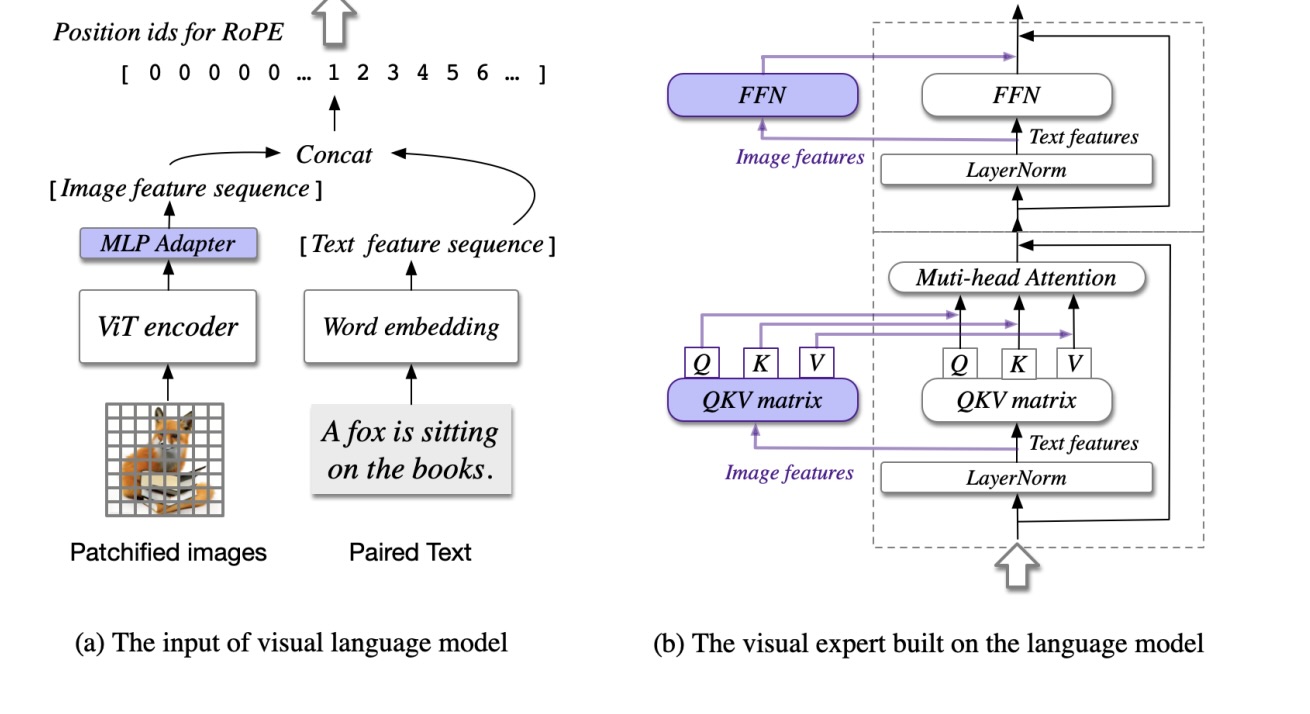 Position ids for RoPE
[ 0 0 0 0 0 … 1 2 3 4 5 6 … ]
Concat
[Image feature sequence]
MLP Adapter
[Text feature sequence]
ViT encoder
Word embedding
A fox is sitting
on the books.
Patchified images
Paired Text
(a) The input of visual language model
FFN
FFN
Text features
Image features
LayerNorm
Muti-head Attention
Q K V
Q K V
QKV matrix
QKV matrix
Text features
Image features
LayerNorm
(b) The visual expert built on the language model